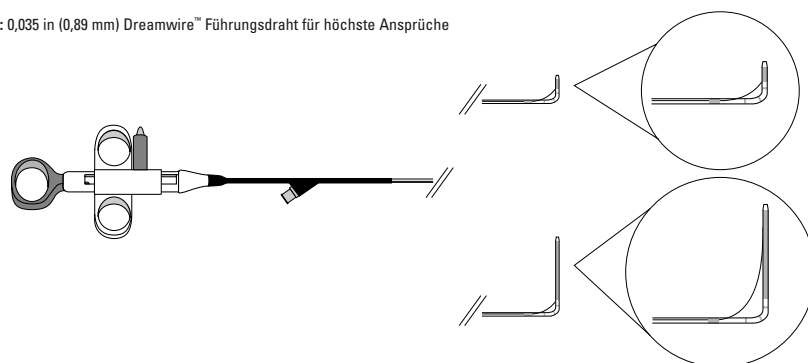 : 0,035 in (0,89 mm) Dreamwire™ Führungsdraht für höchste Ansprüche